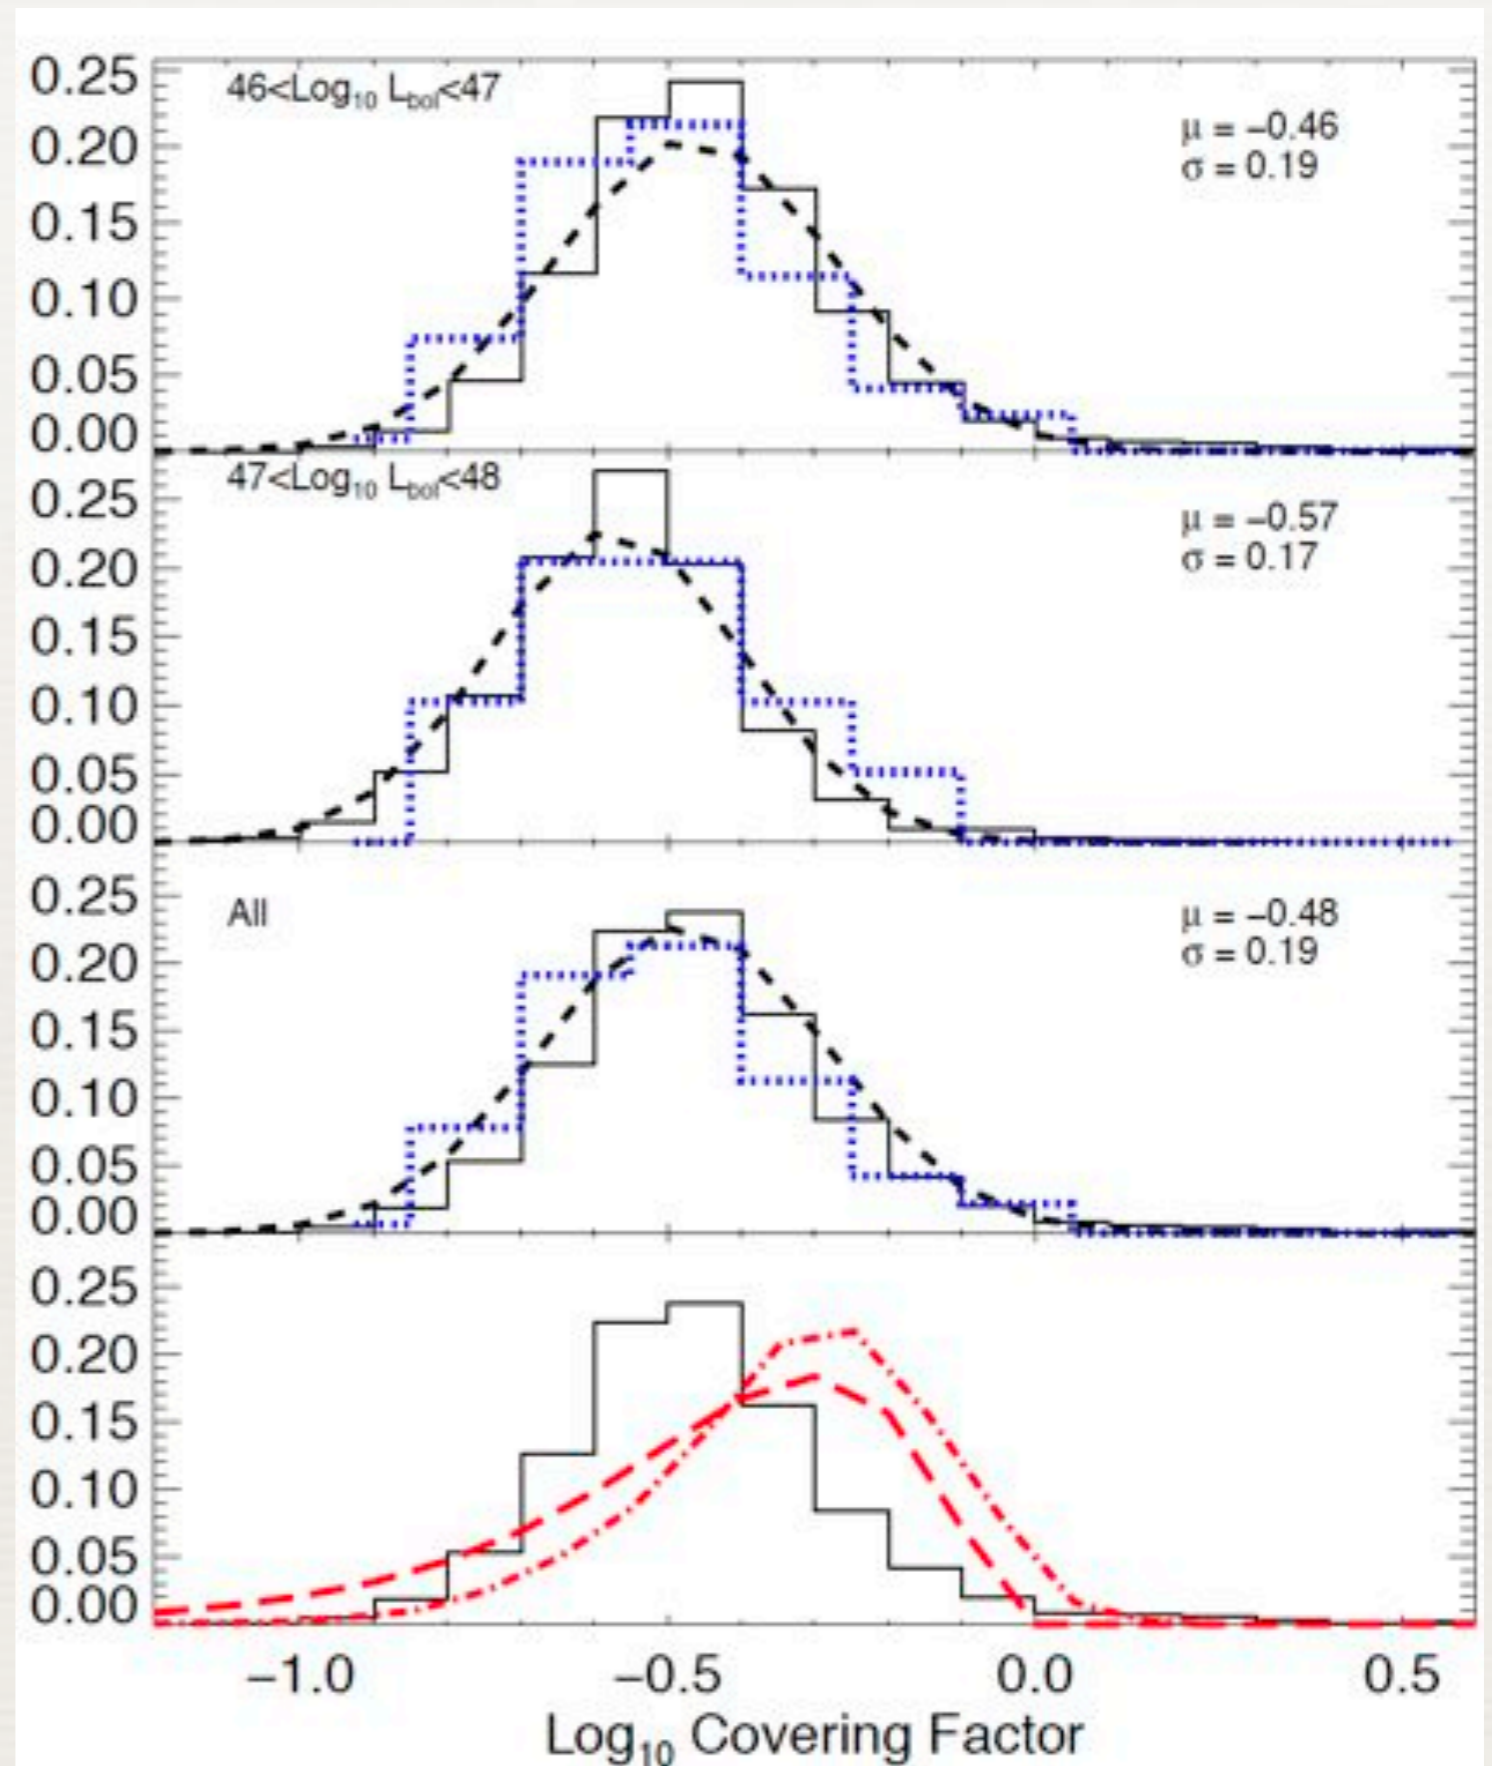 0.25
46<Log₁₀ Lbol<47
μ = −0.46
0.20
σ = 0.19
0.15
0.10
0.05
0.00
47<Log₁₀ Lbol<48
0.25
μ = −0.57
0.20
σ = 0.17
0.15
0.10
0.05
0.00
0.25
All
μ = −0.48
0.20
σ = 0.19
0.15
0.10
0.05
0.00
0.25
0.20
0.15
0.10
0.05
0.00
−1.0 −0.5 0.0 0.5
Log₁₀ Covering Factor